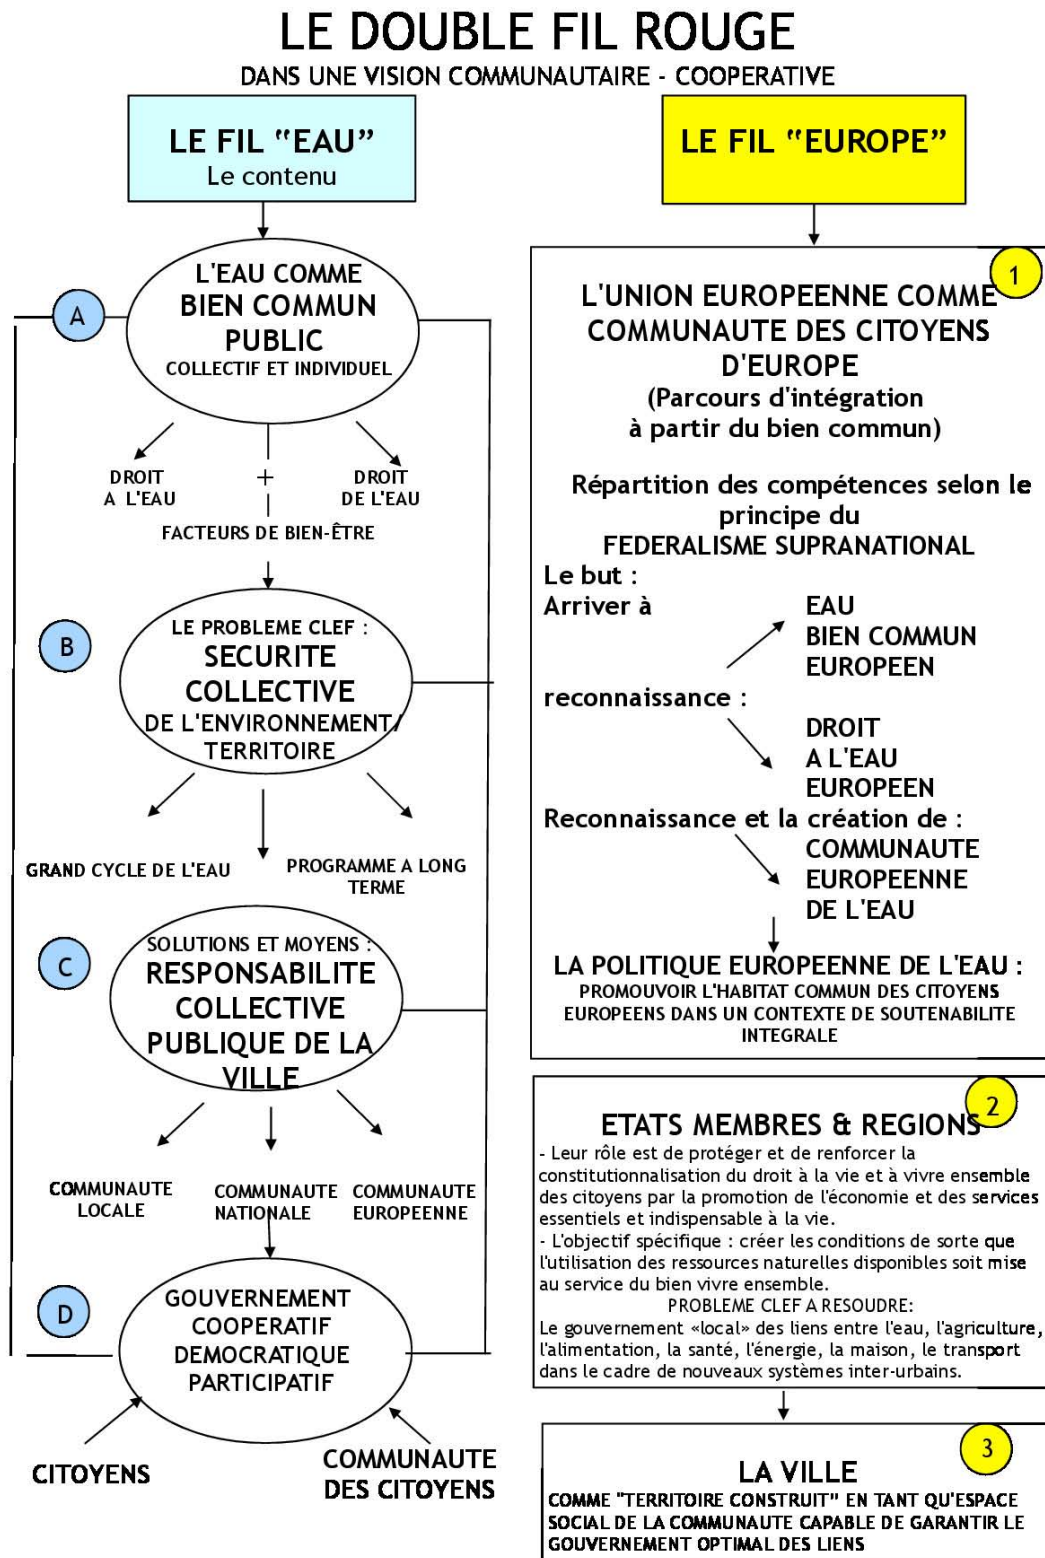 LE DOUBLE FIL ROUGE
DANS UNE VISION COMMUNAUTAIRE - COOPERATIVE
LE FIL “EAU”
Le contenu
A
L'EAU COMME
BIEN COMMUN
PUBLIC
COLLECTIF ET INDIVIDUEL
DROIT
A L'EAU
+
DROIT
DE L'EAU
FACTEURS DE BIEN-ÊTRE
B
LE PROBLEME CLEF :
SECURITE
COLLECTIVE
DE L'ENVIRONNEMENT/
TERRITOIRE
GRAND CYCLE DE L'EAU
PROGRAMME A LONG
TERME
C
SOLUTIONS ET MOYENS :
RESPONSABILITE
COLLECTIVE
PUBLIQUE DE LA
VILLE
COMMUNAUTE
LOCALE
COMMUNAUTE
NATIONALE
COMMUNAUTE
EUROPEENNE
D
GOUVERNEMENT
COOPERATIF
DEMOCRATIQUE
PARTICIPATIF
CITOYENS
COMMUNAUTE
DES CITOYENS
LE FIL “EUROPE”
1
L'UNION EUROPEENNE COMME
COMMUNAUTE DES CITOYENS
D'EUROPE
(Parcours d'intégration
à partir du bien commun)
Répartition des compétences selon le
principe du
FEDERALISME SUPRANATIONAL
Le but :
Arriver à
EAU
BIEN COMMUN
EUROPEEN
reconnaissance :
DROIT
A L'EAU
EUROPEEN
Reconnaissance et la création de :
COMMUNAUTE
EUROPEENNE
DE L'EAU
LA POLITIQUE EUROPEENNE DE L'EAU :
PROMOUVOIR L'HABITAT COMMUN DES CITOYENS
EUROPEENS DANS UN CONTEXTE DE SOUTENABILITE
INTEGRALE
2
ETATS MEMBRES & REGIONS
- Leur rôle est de protéger et de renforcer la
constitutionnalisation du droit à la vie et à vivre ensemble
des citoyens par la promotion de l'économie et des services
essentiels et indispensable à la vie.
- L'objectif spécifique : créer les conditions de sorte que
l'utilisation des ressources naturelles disponibles soit mise
au service du bien vivre ensemble.
PROBLEME CLEF A RESOUDRE:
Le gouvernement «local» des liens entre l'eau, l'agriculture,
l'alimentation, la santé, l'énergie, la maison, le transport
dans le cadre de nouveaux systèmes inter-urbains.
3
LA VILLE
COMME "TERRITOIRE CONSTRUIT” EN TANT QU'ESPACE
SOCIAL DE LA COMMUNAUTE CAPABLE DE GARANTIR LE
GOUVERNEMENT OPTIMAL DES LIENS